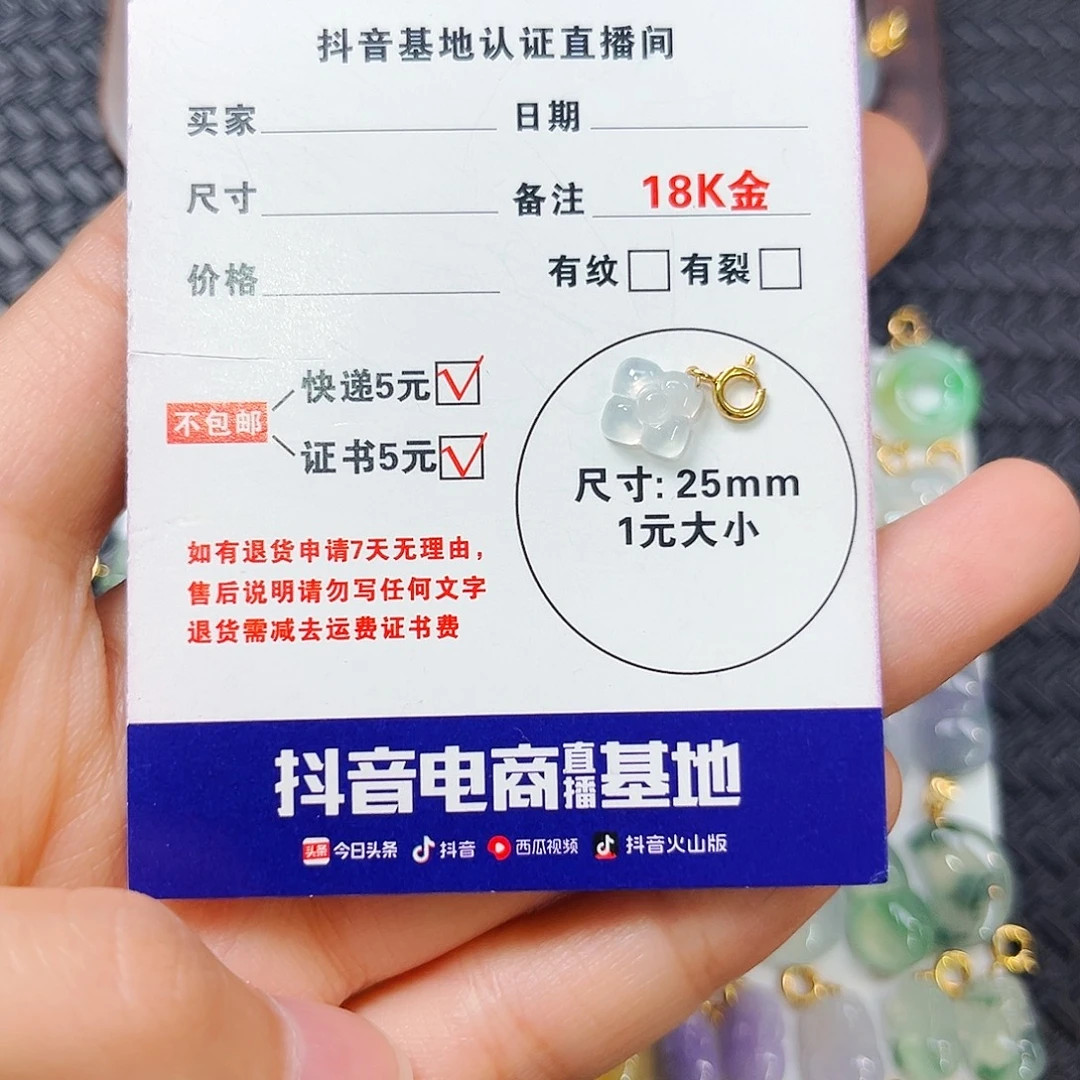 抖音基地认证直播间
买家 日期
尺寸 备注 18K金
价格 有纹 有裂
不包邮
快递5元
证书5元
尺寸: 25mm
1元大小
如有退货申请7天无理由，
售后说明请勿写任何文字
退货需减去运费证书费
抖音电商直播基地
头条 今日头条 抖音 西瓜视频 抖音火山版